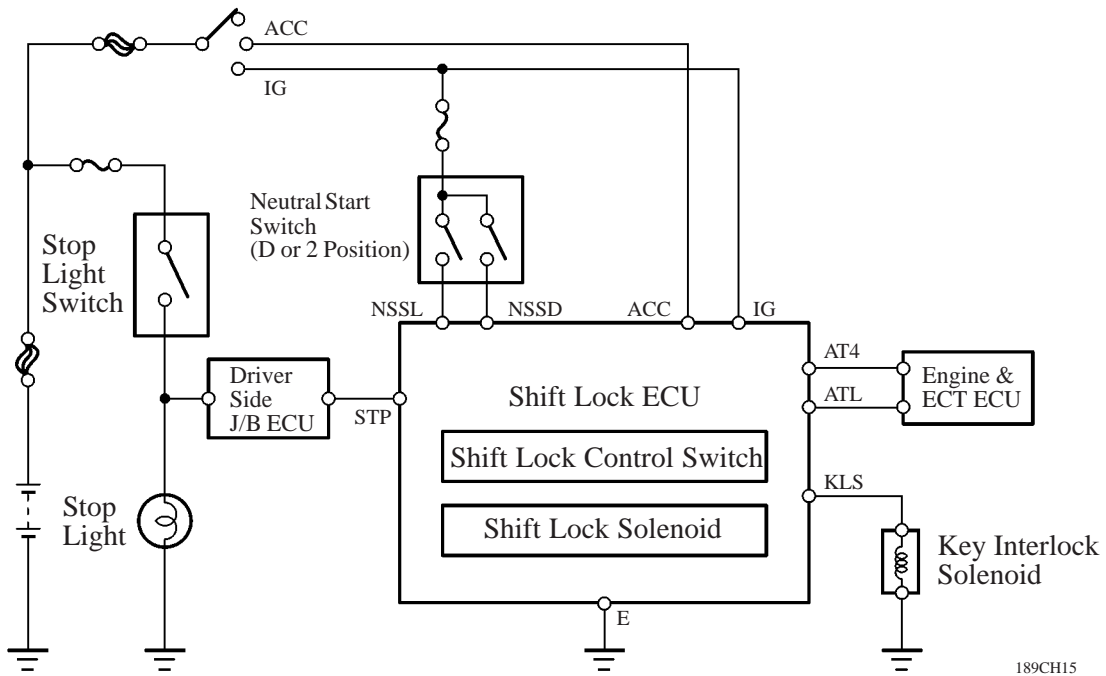 ACC
IG
Neutral Start
Switch
(D or 2 Position)
Stop
Light
Switch
NSSL
NSSD
ACC
IG
Driver
Side
J/B ECU
STP
Shift Lock ECU
AT4
ATL
Engine &
ECT ECU
Shift Lock Control Switch
KLS
Stop
Light
Shift Lock Solenoid
Key Interlock
Solenoid
E
189CH15